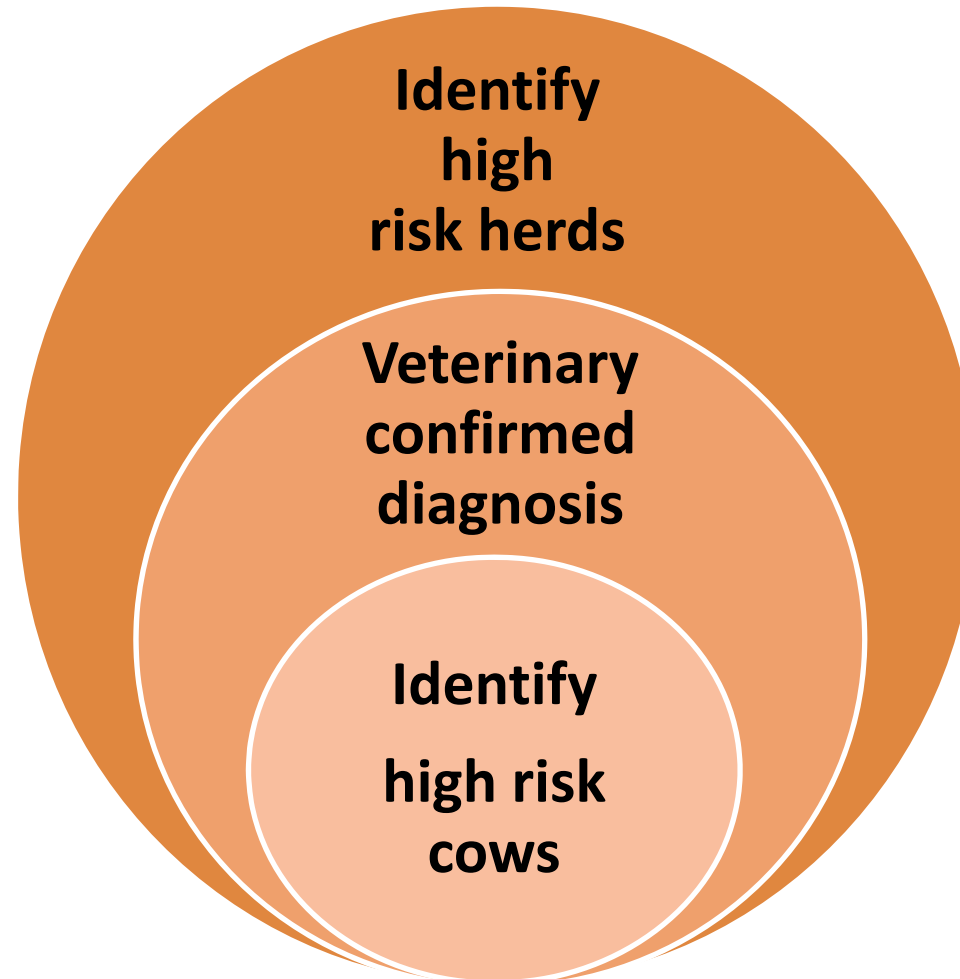 Identify
high
risk herds
Veterinary
confirmed
diagnosis
Identify
high risk
cows